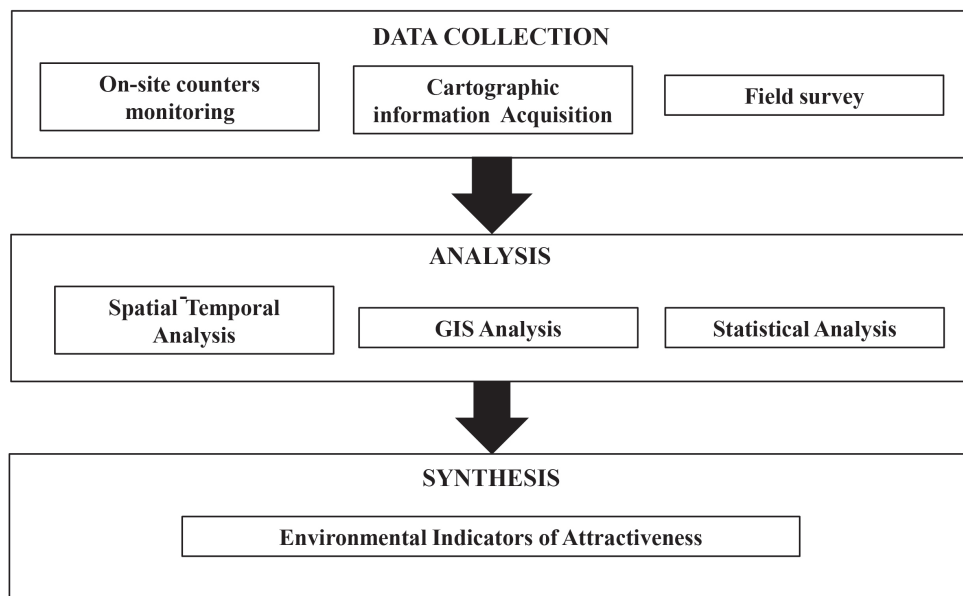 DATA COLLECTION
On-site counters
monitoring
Cartographic
information Acquisition
Field survey
ANALYSIS
Spatial-Temporal
Analysis
GIS Analysis
Statistical Analysis
SYNTHESIS
Environmental Indicators of Attractiveness